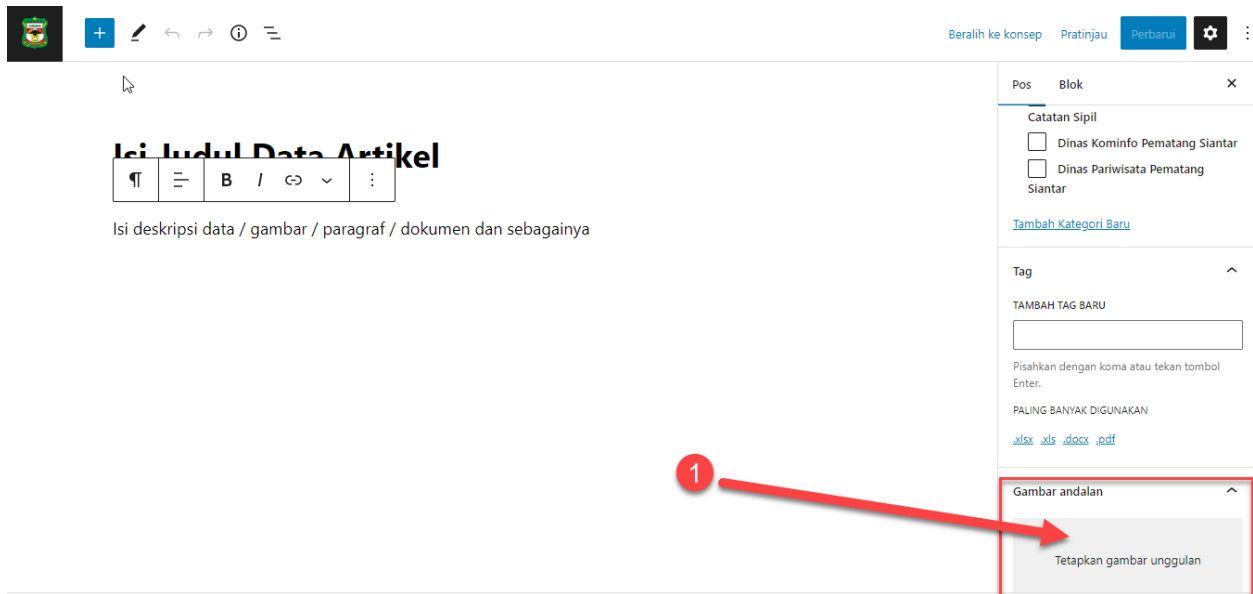 Beralih ke konsep Pratinjau Perbarui
Isi Judul Data Artikel
B I
Isi deskripsi data / gambar / paragraf / dokumen dan sebagainya
1
Pos Blok
Catatan Sipil
Dinas Kominfo Pematang Siantar
Dinas Pariwisata Pematang
Siantar
Tambah Kategori Baru
Tag
TAMBAH TAG BARU
Pisahkan dengan koma atau tekan tombol
Enter.
PALING BANYAK DIGUNAKAN
.xlsx .xls .docx .pdf
Gambar andalan
Tetapkan gambar unggulan